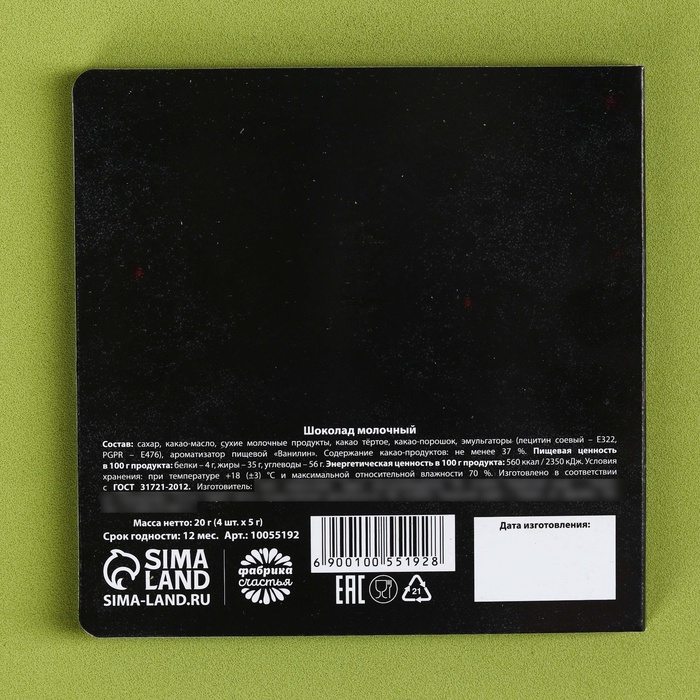 Шоколад молочный
Состав: сахар, какао-масло, сухие молочные продукты, какао тёртое, какао-порошок, эмульгаторы (лецитин соевый – Е322,
PGPR – Е476), ароматизатор пищевой «Ванилин». Содержание какао-продуктов: не менее 37 %. Пищевая ценность
в 100 г продукта: белки – 4 г, жиры – 35 г, углеводы – 56 г. Энергетическая ценность в 100 г продукта: 560 ккал / 2350 кДж. Условия
хранения: при температуре +18 (±3) °С и максимальной относительной влажности 70 %. Изготовлено в соответствии
с ГОСТ 31721-2012. Изготовитель:
Масса нетто: 20 г (4 шт. х 5 г)
Срок годности: 12 мес. Арт.: 10055192
SIMA
LAND
SIMA-LAND.RU
фабрика
счастья
6 900100 551928
EAC
21
Дата изготовления: